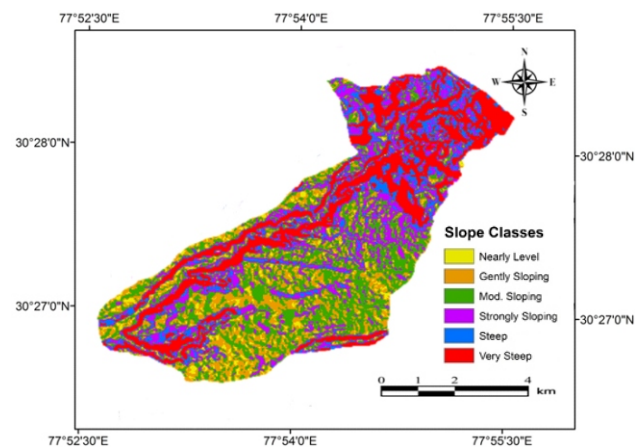 77°52'30"E 77°54'0"E 77°55'30"E
N
W E
S
30°28'0"N 30°28'0"N
Slope Classes
Nearly Level
Gently Sloping
Mod. Sloping
Strongly Sloping
Steep
Very Steep
30°27'0"N 30°27'0"N
0 1 2 4
km
77°52'30"E 77°54'0"E 77°55'30"E